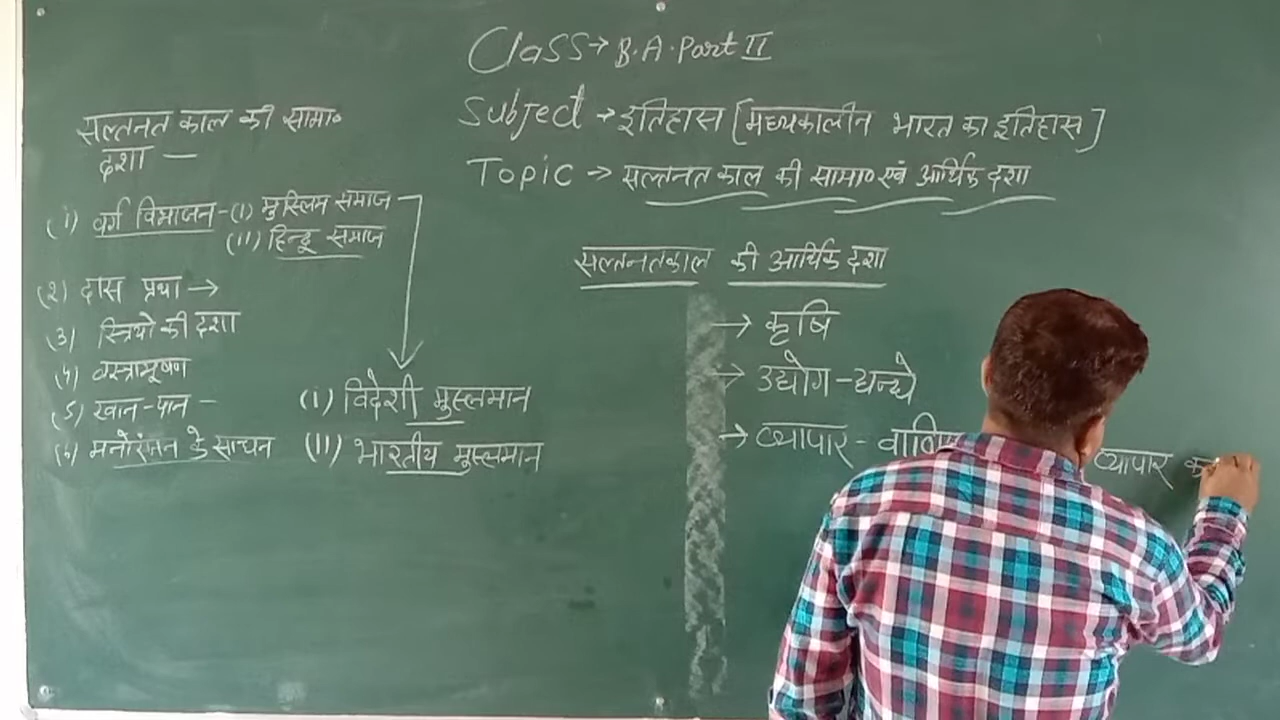 Class→ B.A. Part II
Subject → इतिहास [मध्यकालीन भारत का इतिहास]
Topic → सल्तनत काल की सामा० एवं आर्थिक दशा
सल्तनत काल की सामा०
दशा —
(1) वर्ग विभाजन - (i) मुस्लिम समाज
(ii) हिन्दू समाज
(2) दास प्रथा →
(3) स्त्रियो की दशा
(4) वस्त्राभूषण
(5) खान-पान -
(6) मनोरंजन के साधन
(i) विदेशी मुस्लमान
(ii) भारतीय मुस्लमान
सल्तनतकाल की आर्थिक दशा
→ कृषि
→ उद्योग-धन्धे
→ व्यापार-
व्यापार